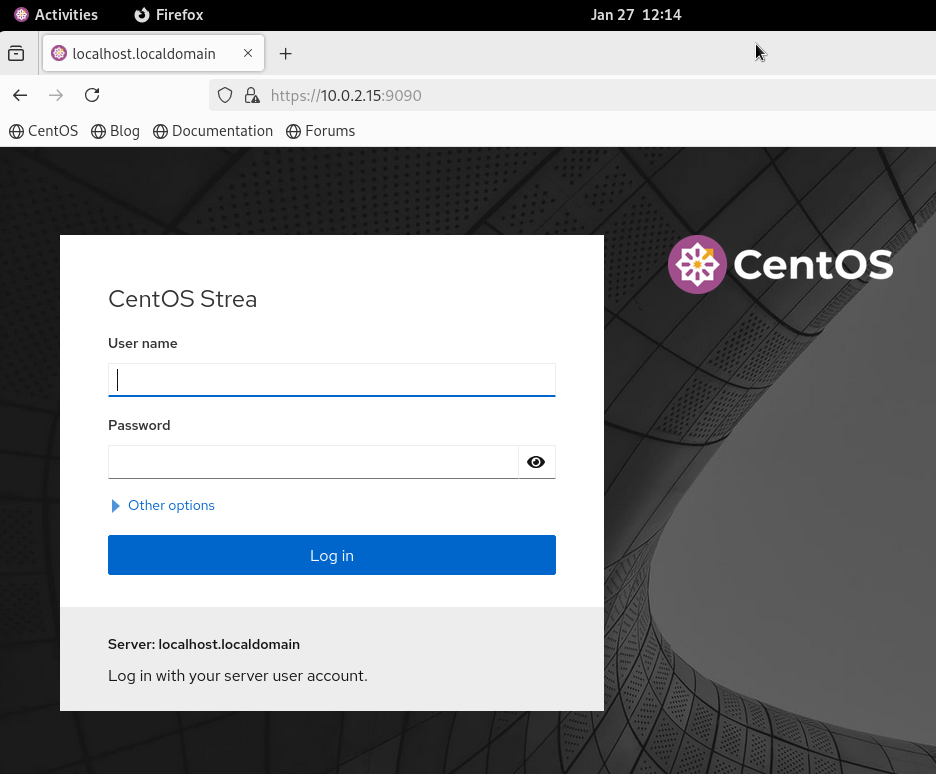 Activities Firefox Jan 27 12:14
localhost.localdomain
https://10.0.2.15:9090
CentOS Blog Documentation Forums
CentOS
CentOS Strea
User name
Password
Other options
Log in
Server: localhost.localdomain
Log in with your server user account.